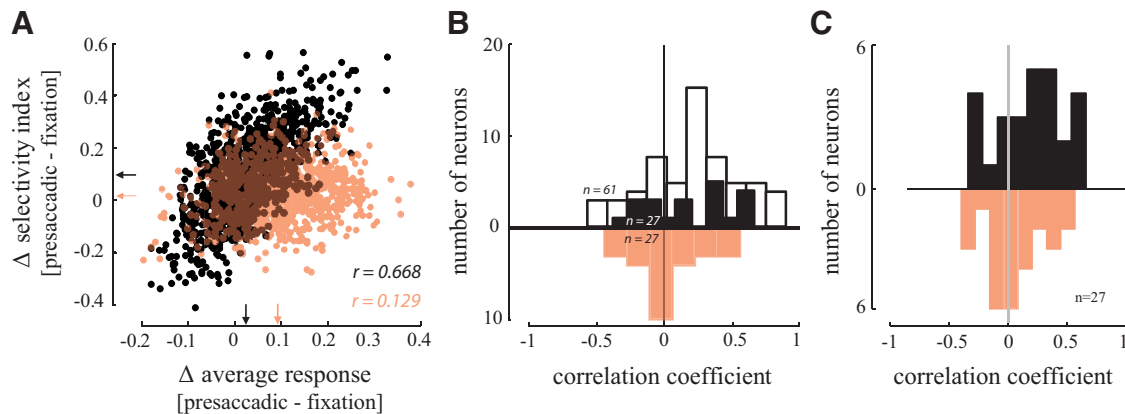 A
Δ selectivity index
[presaccadic - fixation]
0.6
0.4
0.2
0
-0.2
-0.4
r = 0.668
r = 0.129
-0.2
-0.1
0
0.1
0.2
0.3
0.4
Δ average response
[presaccadic - fixation]
B
number of neurons
20
10
0
10
n = 61
n = 27
n = 27
-1
-0.5
0
0.5
1
correlation coefficient
C
number of neurons
6
0
6
n=27
-1
-0.5
0
0.5
1
correlation coefficient